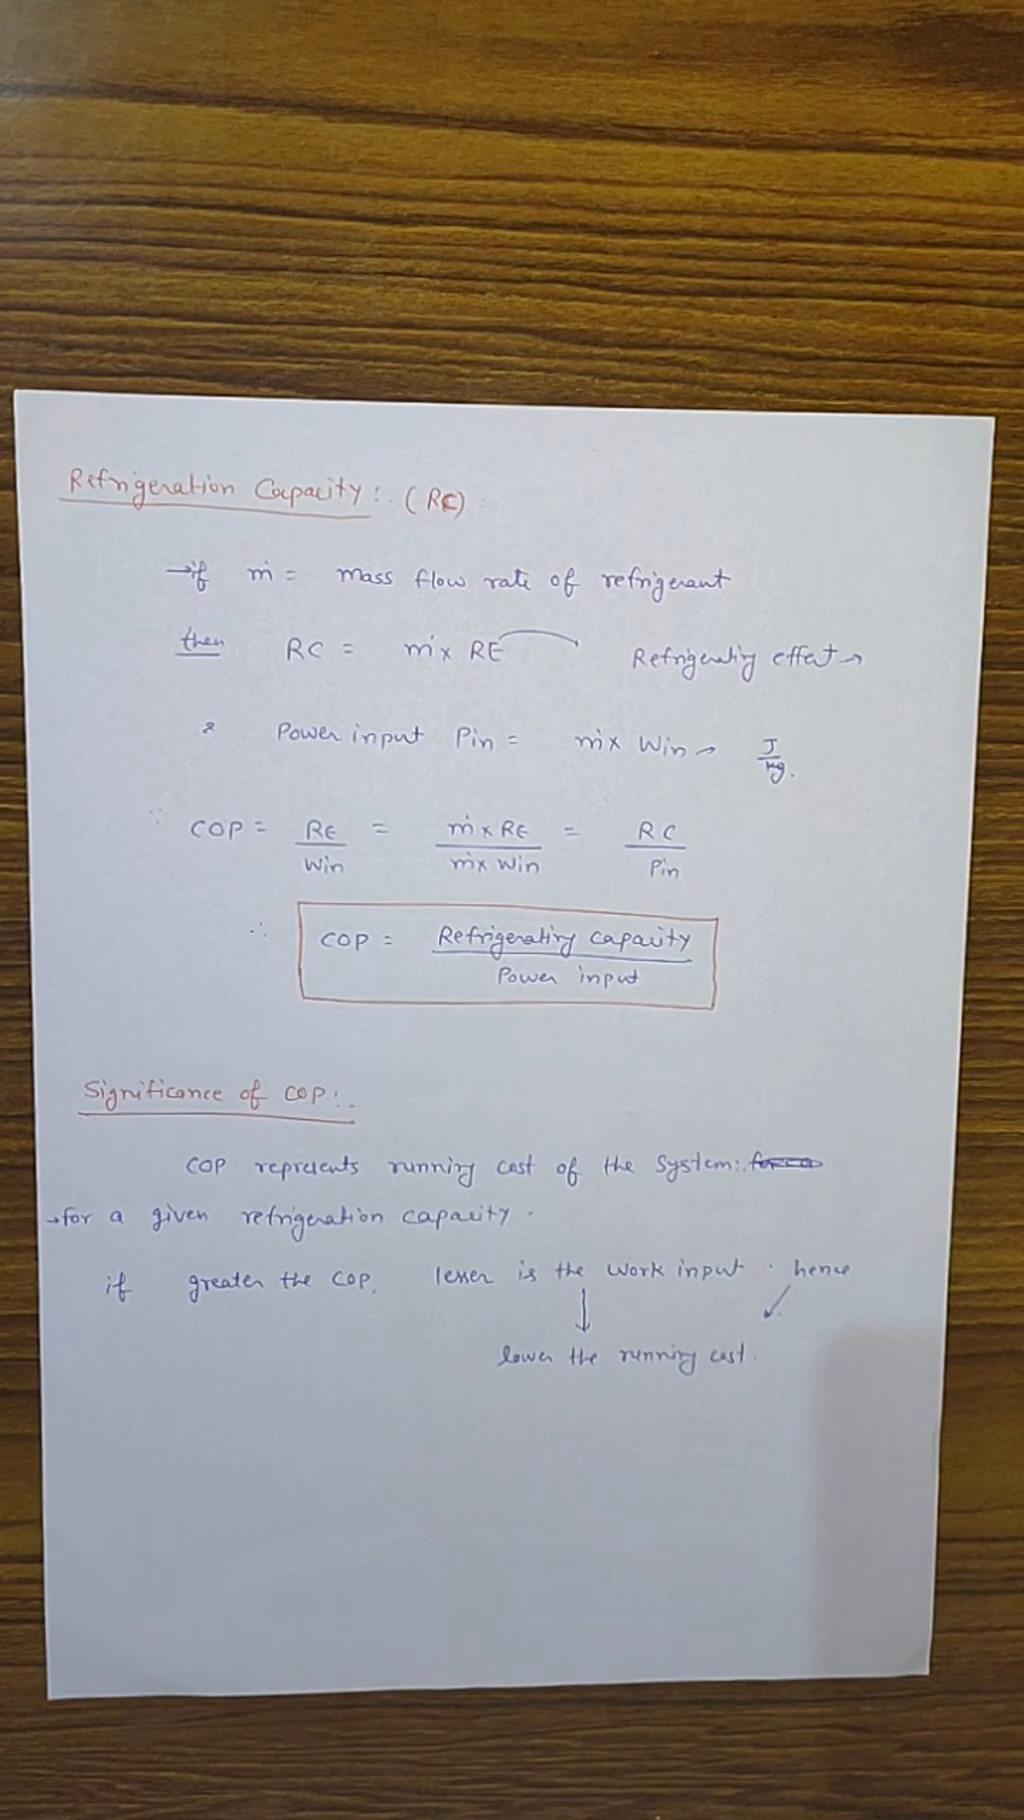 Refrigeration Capacity:. (RC)
→if ṁ = mass flow rate of refrigerant
then RC = ṁ x RE Refrigerating effect →
& Power input Pin = ṁ x Win → J/kg.
∵ COP = RE/Win = ṁ x RE/ṁ x Win = RC/Pin
∴ COP = Refrigerating capacity/Power input
Significance of COP:.
COP represents running cost of the system:.
→for a given refrigeration capacity.
if greater the COP, lesser is the work input. hence
↓ ↙
lower the running cost.